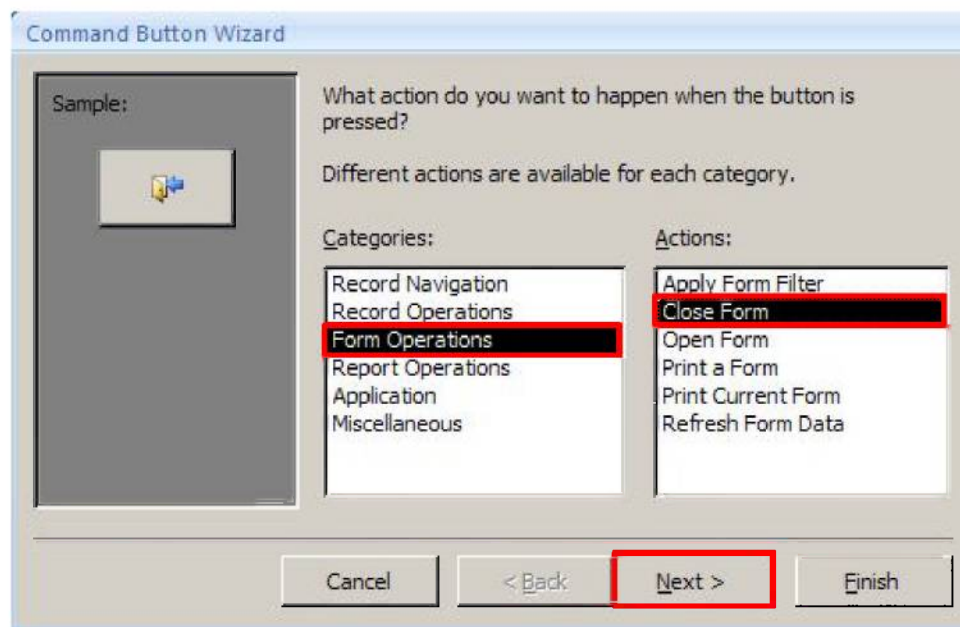 Command Button Wizard
Sample:
What action do you want to happen when the button is
pressed?
Different actions are available for each category.
Categories:
Record Navigation
Record Operations
Form Operations
Report Operations
Application
Miscellaneous
Actions:
Apply Form Filter
Close Form
Open Form
Print a Form
Print Current Form
Refresh Form Data
Cancel
< Back
Next >
Finish